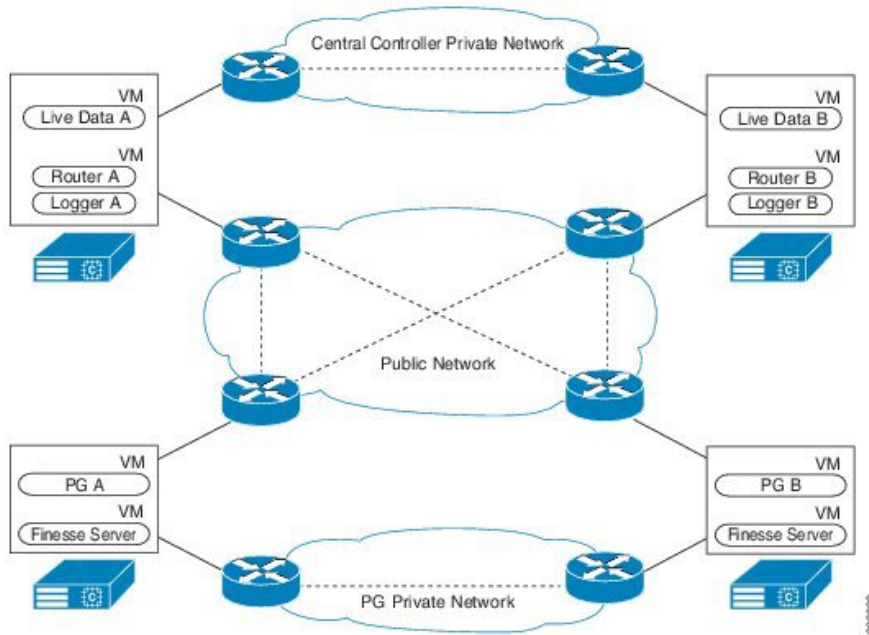 Central Controller Private Network
VM
Live Data A
VM
Router A
Logger A
VM
Live Data B
VM
Router B
Logger B
C
C
Public Network
VM
PG A
VM
Finesse Server
VM
PG B
VM
Finesse Server
PG Private Network
C
C